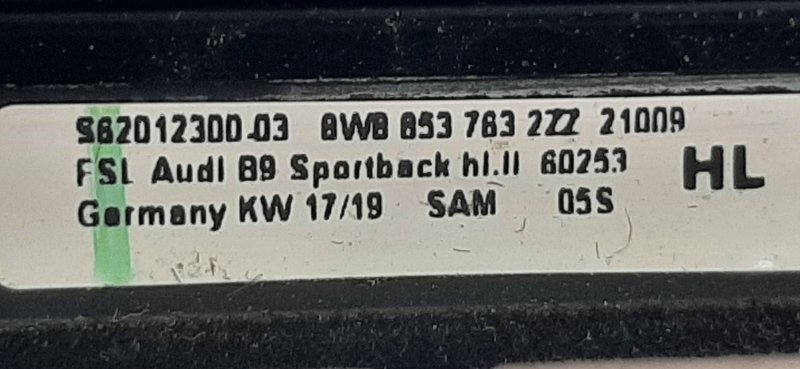 S62012300-03 8W8 853 763 2ZZ 21009
FSL Audi B9 Sportback hl.li 60253
Germany KW 17/19 SAM 05S
HL